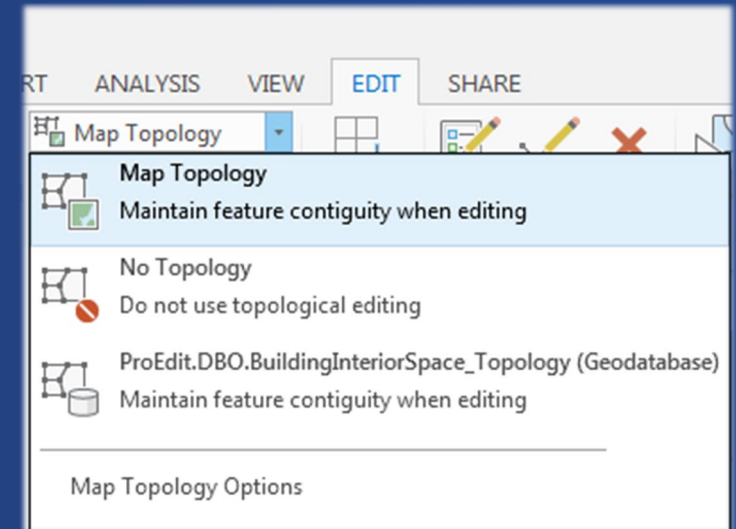 RT ANALYSIS VIEW EDIT SHARE
Map Topology
Map Topology
Maintain feature contiguity when editing
No Topology
Do not use topological editing
ProEdit.DBO.BuildingInteriorSpace_Topology (Geodatabase)
Maintain feature contiguity when editing
Map Topology Options